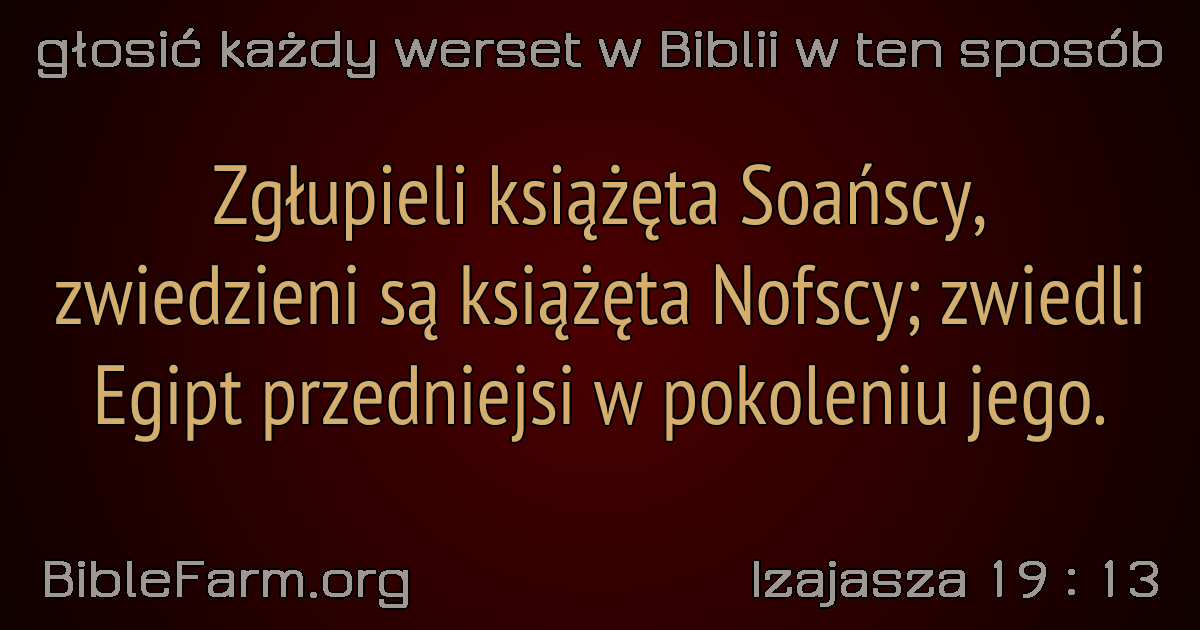 głosić każdy werset w Biblii w ten sposób
Zgłupieli książęta Soańscy,
zwiedzieni są książęta Nofscy; zwiedli
Egipt przedniejsi w pokoleniu jego.
BibleFarm.org
Izajasza 19 : 13